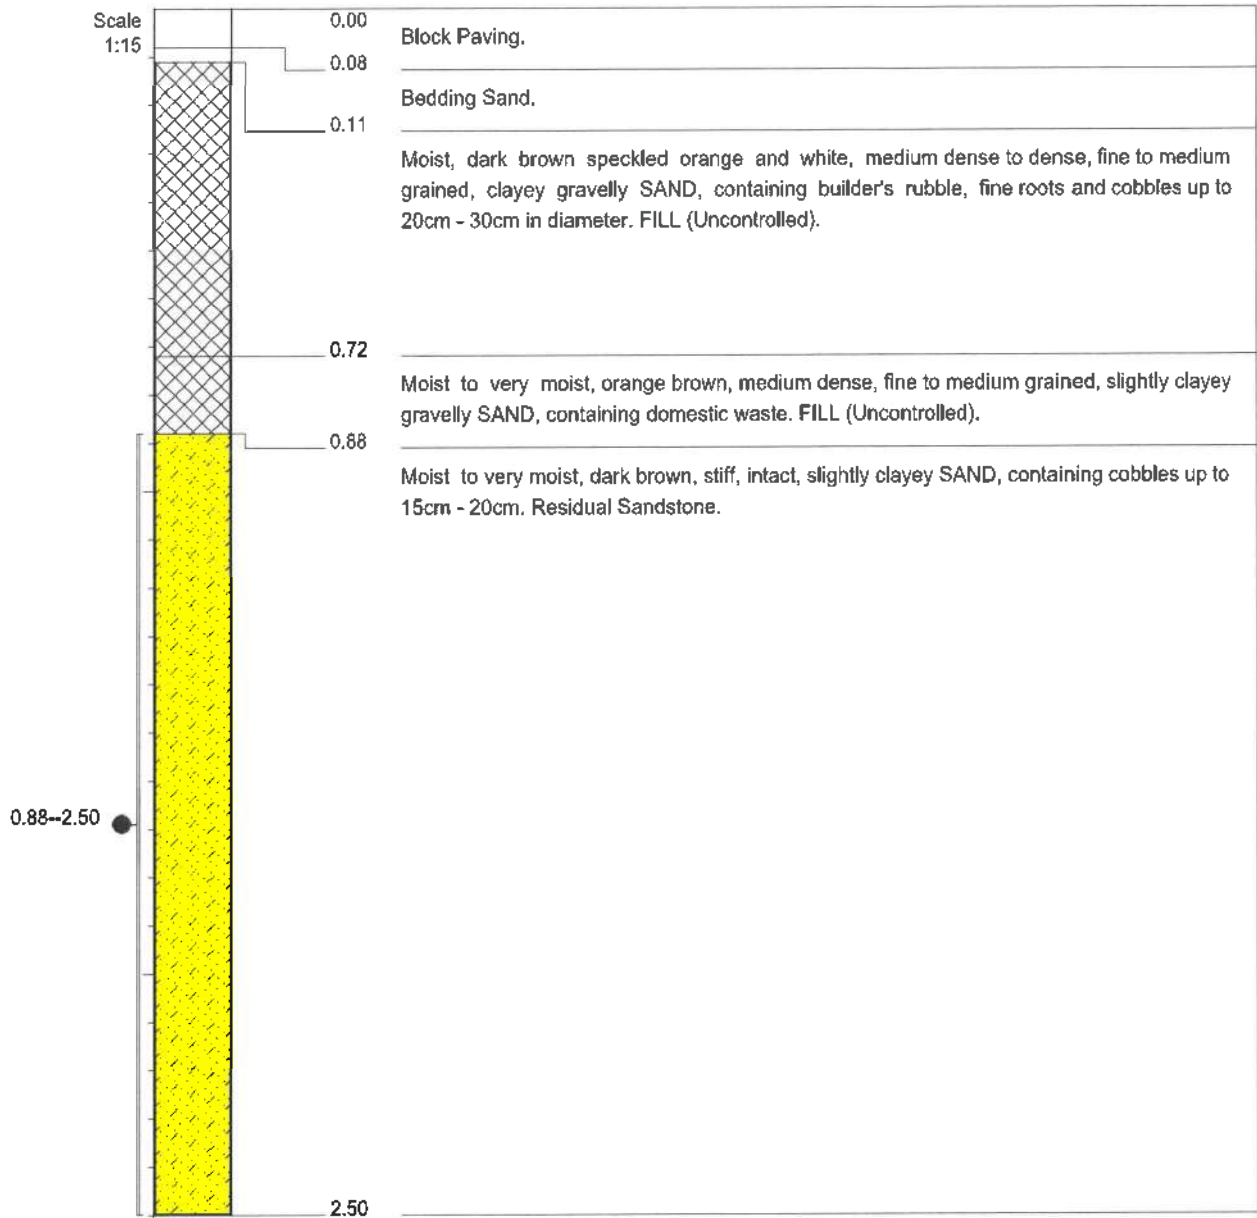 Scale
1:15
0.00
Block Paving.
0.08
Bedding Sand.
0.11
Moist, dark brown speckled orange and white, medium dense to dense, fine to medium
grained, clayey gravelly SAND, containing builder's rubble, fine roots and cobbles up to
20cm - 30cm in diameter. FILL (Uncontrolled).
0.72
Moist to very moist, orange brown, medium dense, fine to medium grained, slightly clayey
gravelly SAND, containing domestic waste. FILL (Uncontrolled).
0.88
Moist to very moist, dark brown, stiff, intact, slightly clayey SAND, containing cobbles up to
15cm - 20cm. Residual Sandstone.
0.88--2.50
2.50